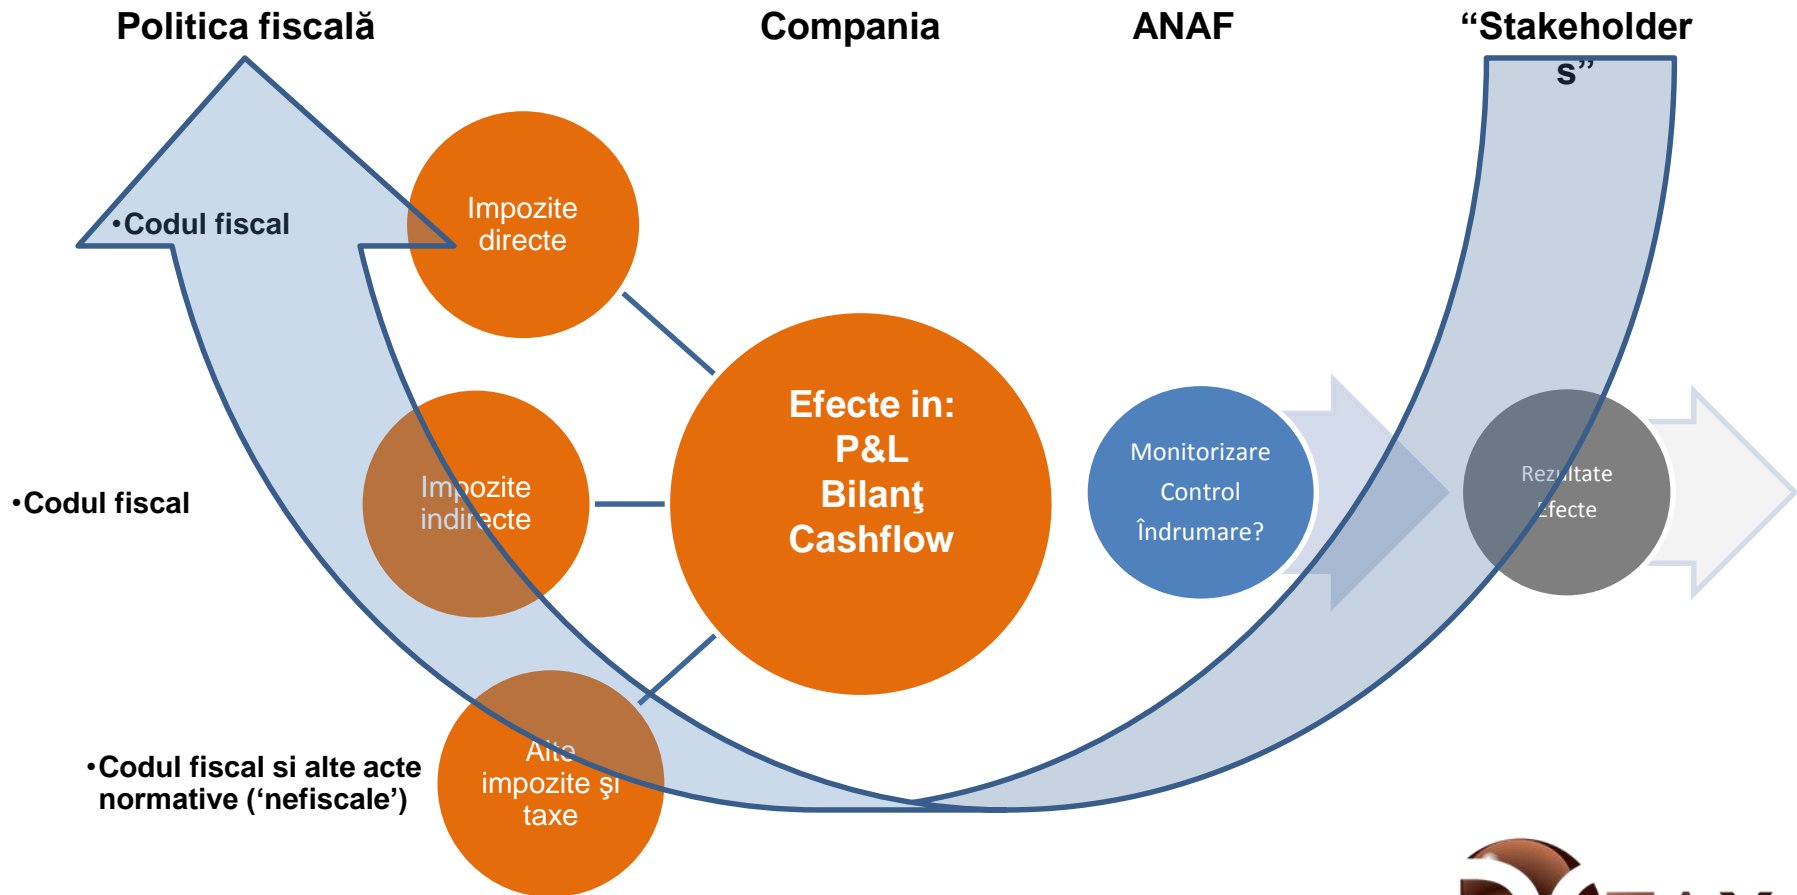 Politica fiscală
Compania
ANAF
“Stakeholder
s”
•Codul fiscal
Impozite
directe
•Codul fiscal
Impozite
indirecte
•Codul fiscal si alte acte
normative (‘nefiscale’)
Alte
impozite şi
taxe
Efecte in:
P&L
Bilanţ
Cashflow
Monitorizare
Control
Îndrumare?
Rezultate
Efecte